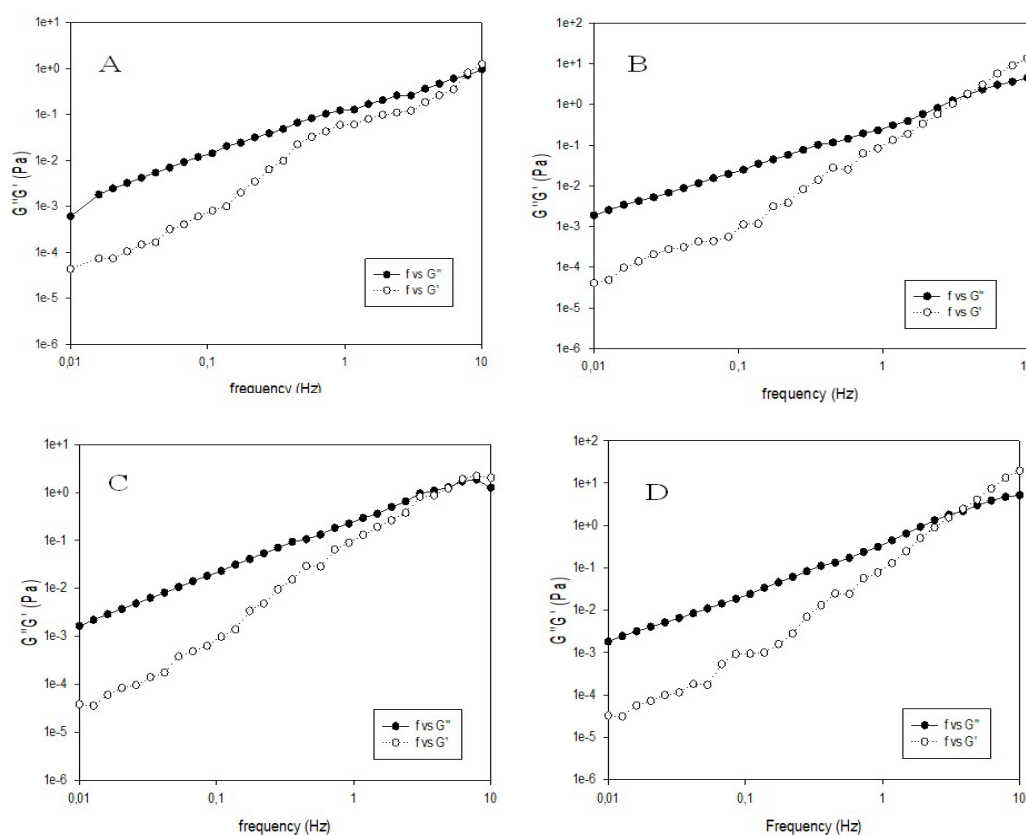 A
1e+1
1e+0
1e-1
1e-2
1e-3
1e-4
1e-5
1e-6
G''G' (Pa)
0,01
0,1
1
10
frequency (Hz)
f vs G''
f vs G'
B
1e+2
1e+1
1e+0
1e-1
1e-2
1e-3
1e-4
1e-5
1e-6
G''G' (Pa)
0,01
0,1
1
10
frequency (Hz)
f vs G''
f vs G'
C
1e+1
1e+0
1e-1
1e-2
1e-3
1e-4
1e-5
1e-6
G''G' (Pa)
0,01
0,1
1
10
frequency (Hz)
f vs G''
f vs G'
D
1e+2
1e+1
1e+0
1e-1
1e-2
1e-3
1e-4
1e-5
1e-6
G''G' (Pa)
0,01
0,1
1
10
Frequency (Hz)
f vs G''
f vs G'